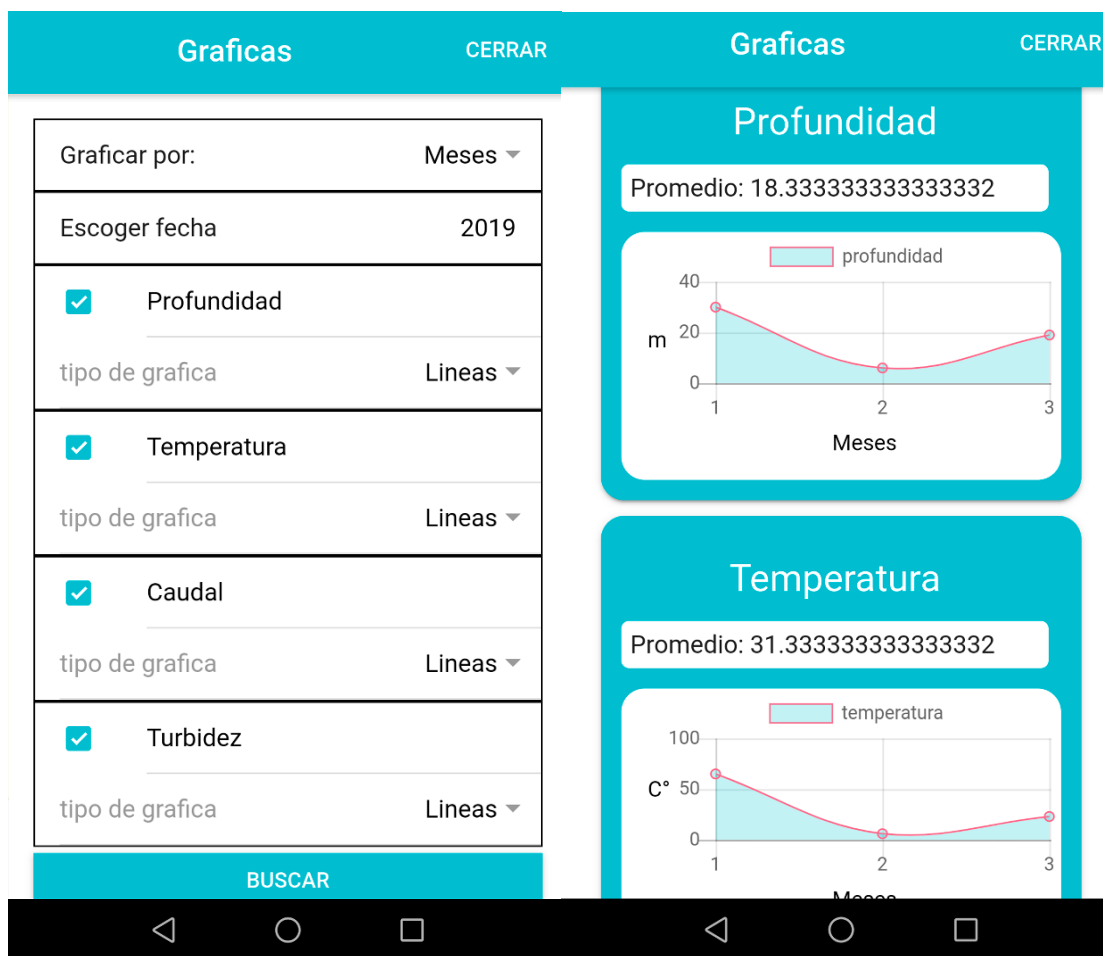 Graficas CERRAR
Graficar por: Meses
Escoger fecha 2019
Profundidad
tipo de grafica Lineas
Temperatura
tipo de grafica Lineas
Caudal
tipo de grafica Lineas
Turbidez
tipo de grafica Lineas
BUSCAR
Graficas CERRAR
Profundidad
Promedio: 18.333333333333332
profundidad
40
m 20
0
1 2 3
Meses
Temperatura
Promedio: 31.333333333333332
temperatura
100
C° 50
0
1 2 3
Meses